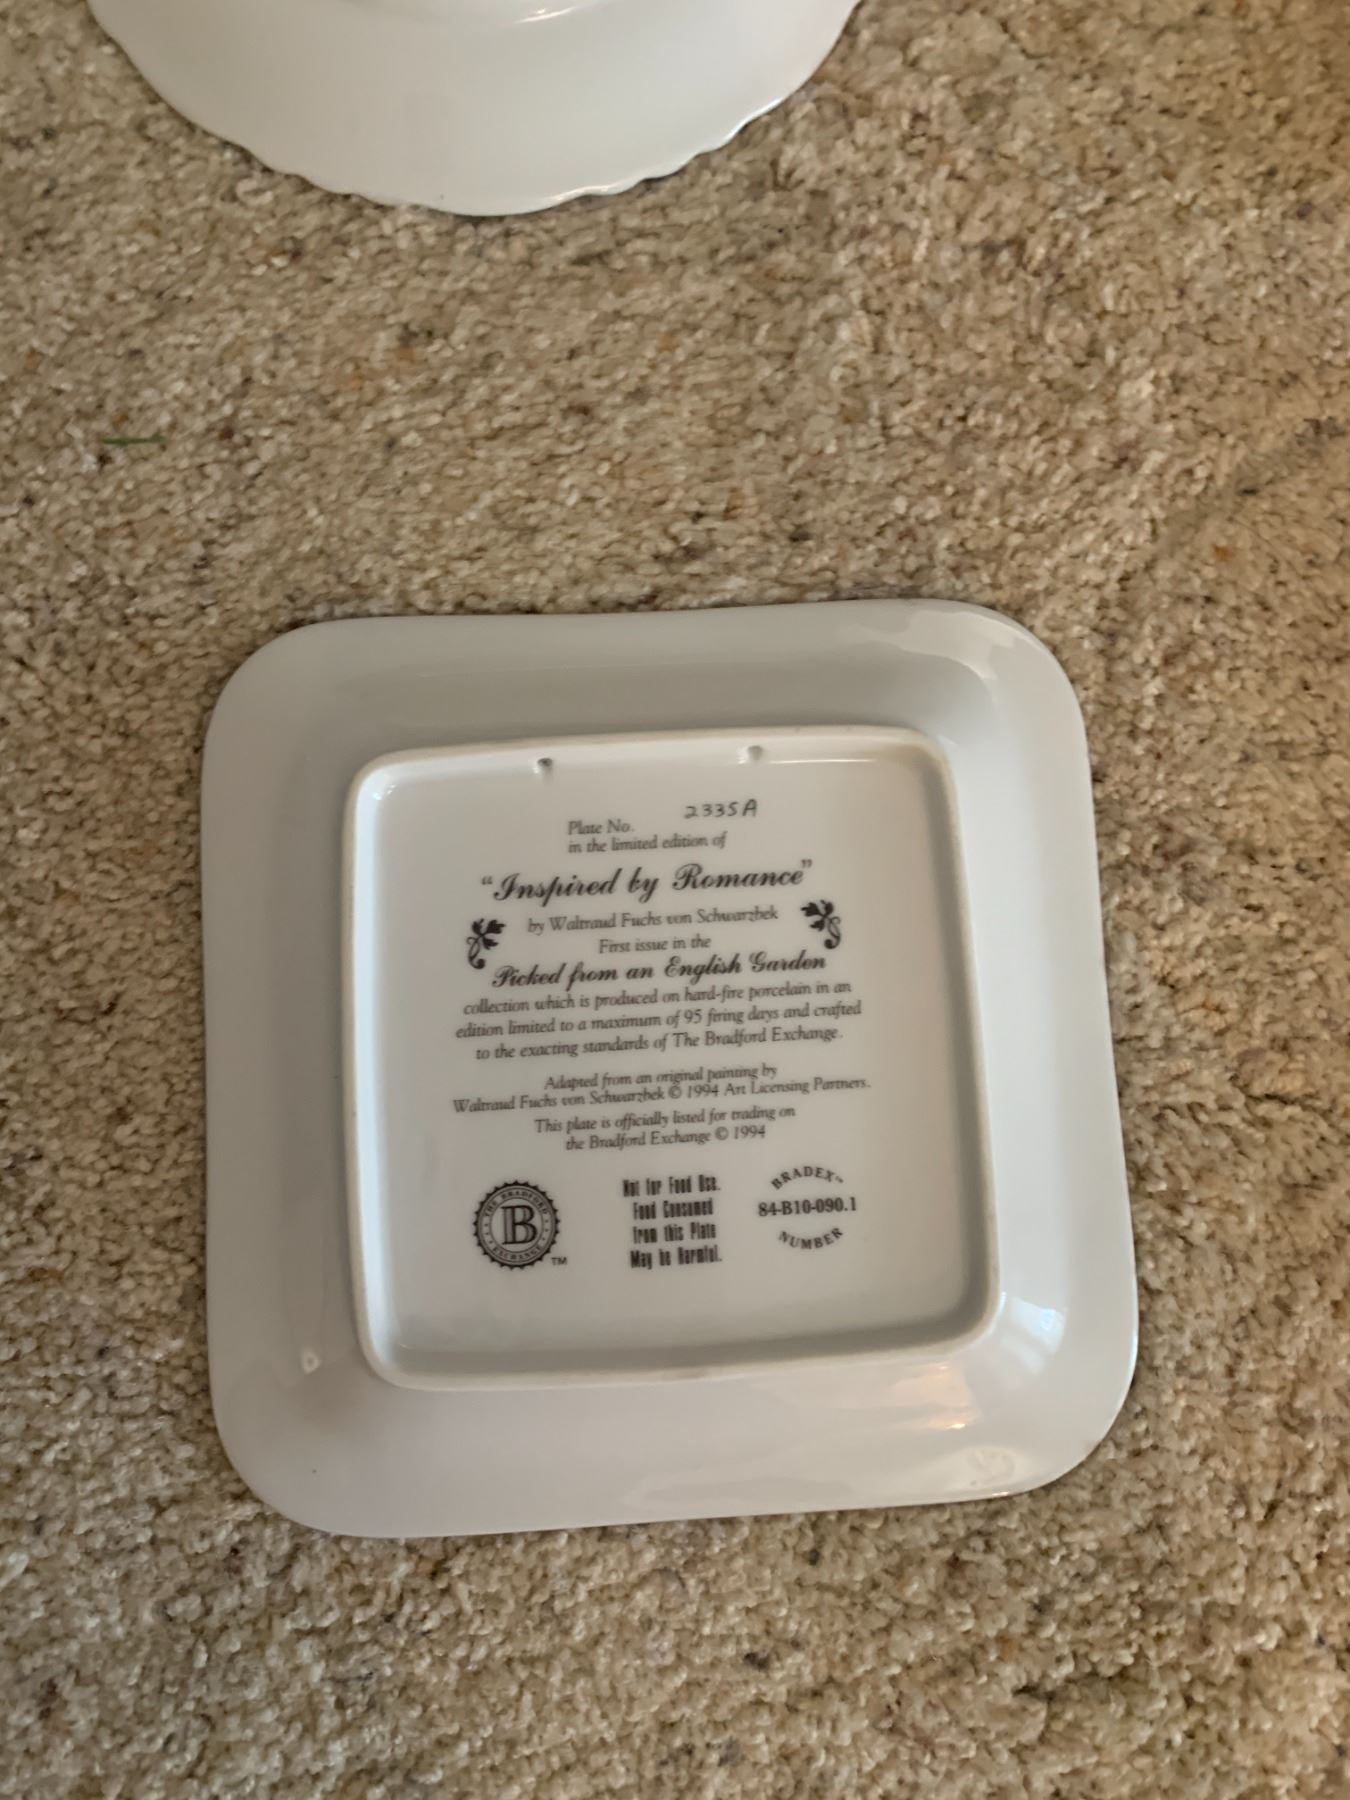 2335A
Plate No.
in the limited edition of
"Inspired by Romance"
by Waltraud Fuchs von Schwarzbek
First issue in the
Picked from an English Garden
collection which is produced on hard-fire porcelain in an
edition limited to a maximum of 95 firing days and crafted
to the exacting standards of The Bradford Exchange.
Adapted from an original painting by
Waltraud Fuchs von Schwarzbek © 1994 Art Licensing Partners.
This plate is officially listed for trading on
the Bradford Exchange © 1994
THE BRADFORD
B
EXCHANGE
TM
Not for Food Use.
Food Consumed
from this Plate
May be Harmful.
BRADEX™
84-B10-090.1
NUMBER